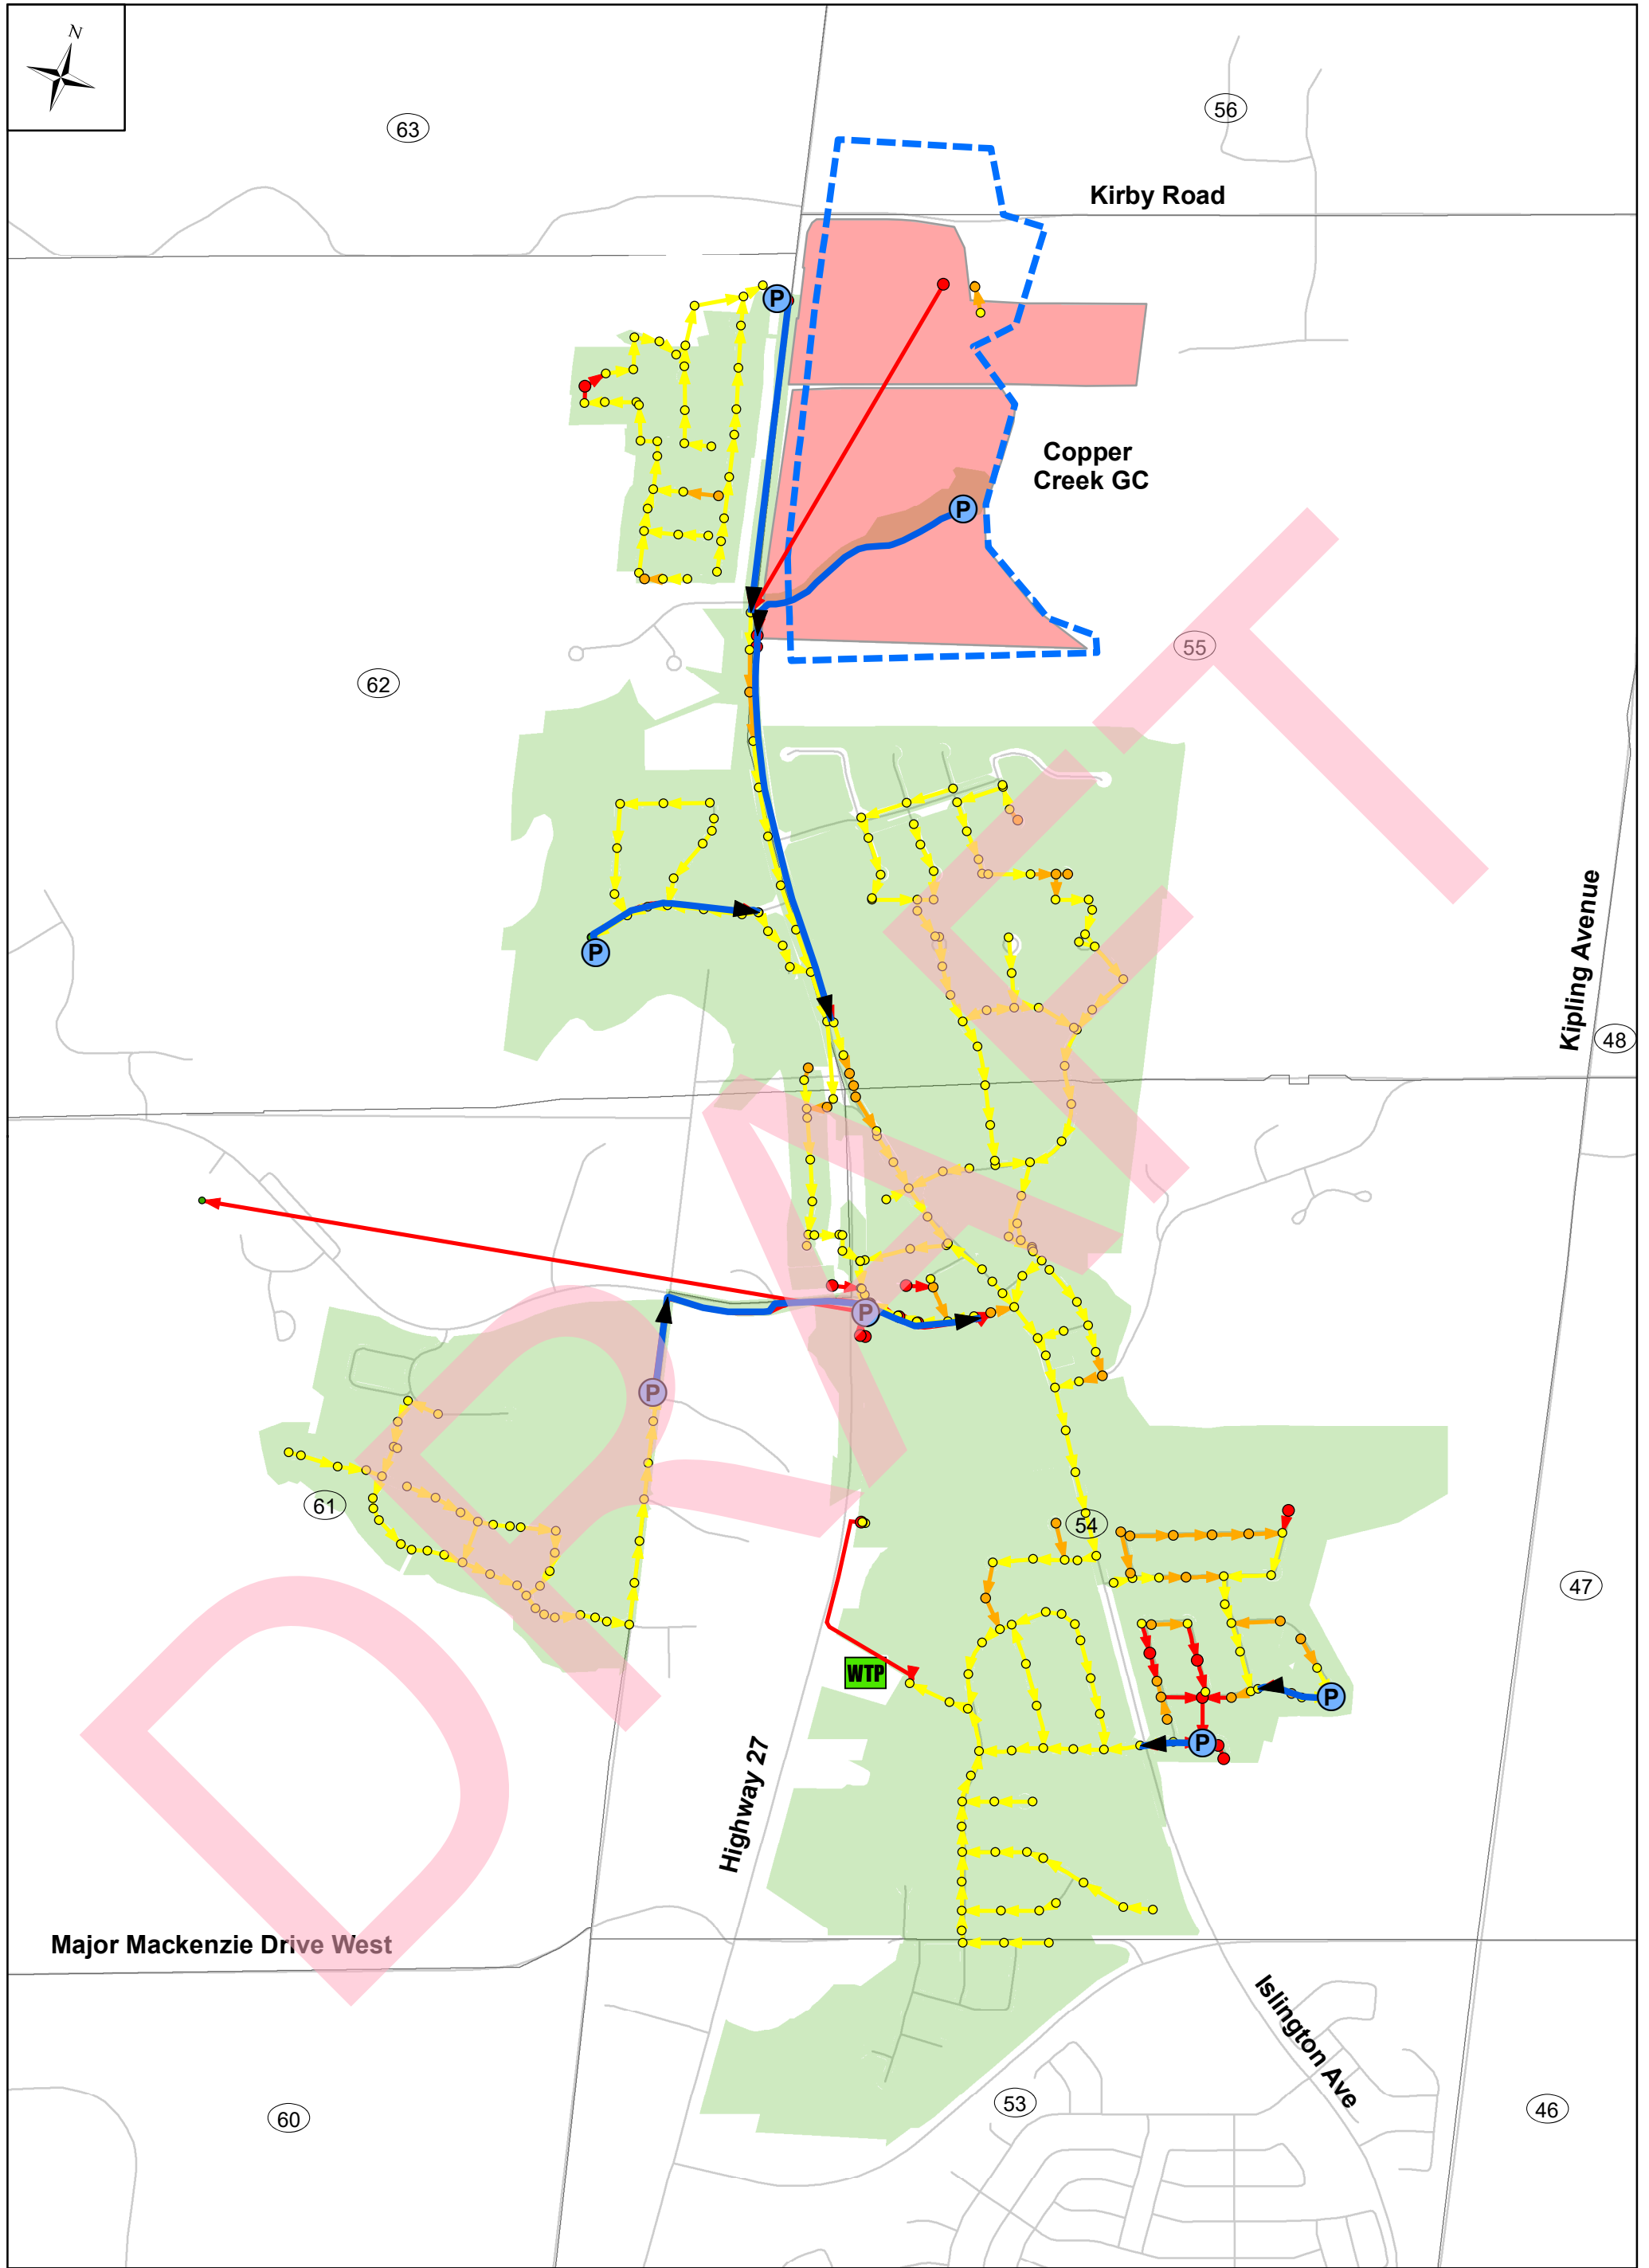 N
63
56
Kirby Road
P
Copper
Creek GC
P
55
62
P
Kipling Avenue
48
P
P
61
54
47
WTP
P
P
Highway 27
Major Mackenzie Drive West
Islington Ave
60
53
46
DRAFT